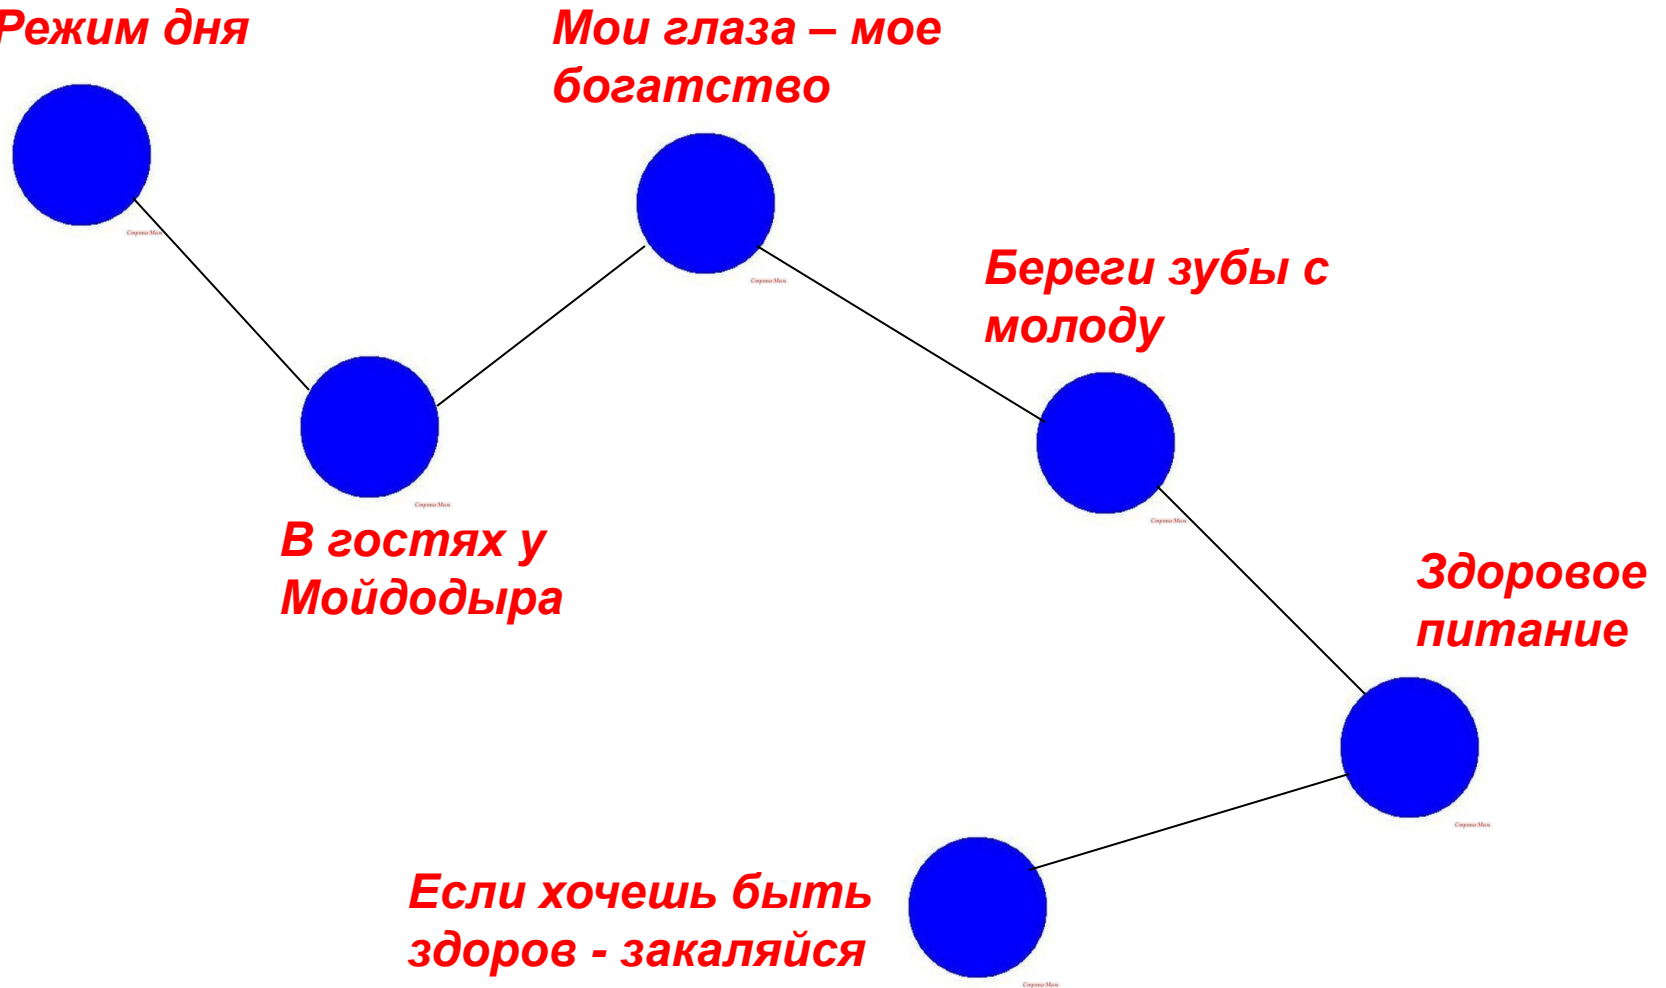 Режим дня
Мои глаза – мое
богатство
Береги зубы с
молоду
В гостях у
Мойдодыра
Здоровое
питание
Если хочешь быть
здоров - закаляйся